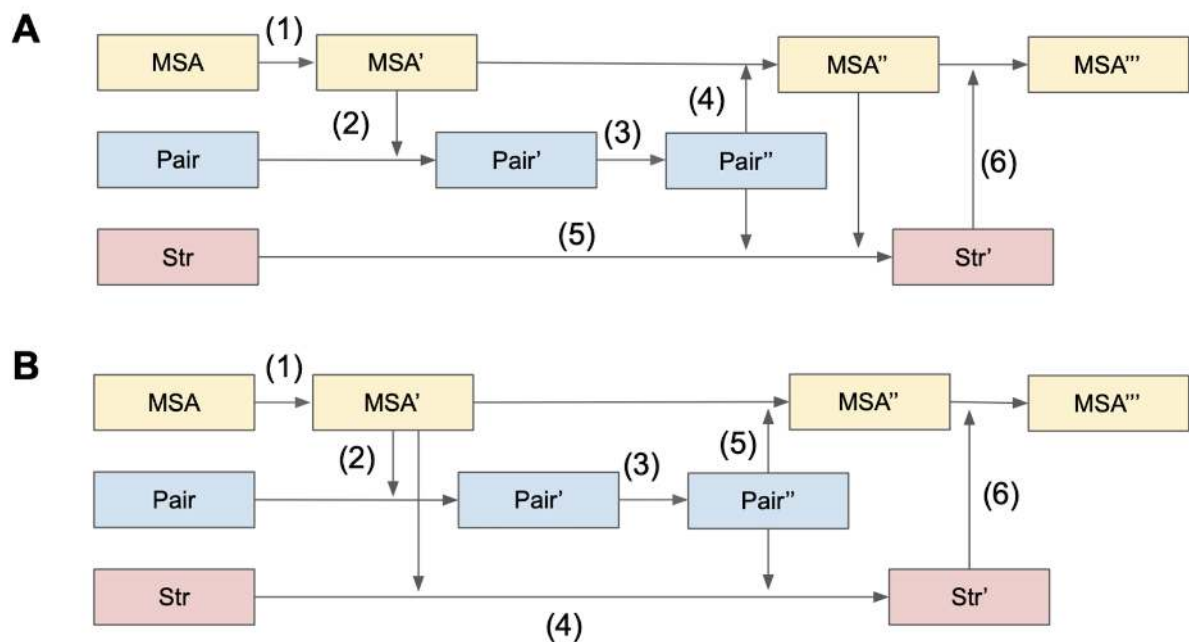 A
(1)
MSA
MSA’
MSA”
MSA’”
(2)
(4)
Pair
(3)
Pair’
Pair”
(6)
Str
(5)
Str’
B
(1)
MSA
MSA’
MSA”
MSA’”
(2)
(5)
Pair
(3)
Pair’
Pair”
(6)
Str
(4)
Str’